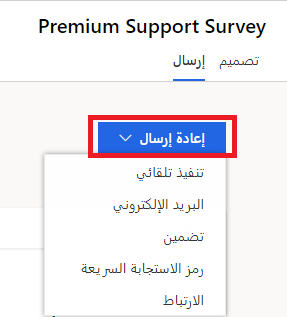 Premium Support Survey
تصميم
إرسال
إعادة إرسال
تنفيذ تلقائي
البريد الإلكتروني
تضمين
رمز الاستجابة السريعة
الارتباط